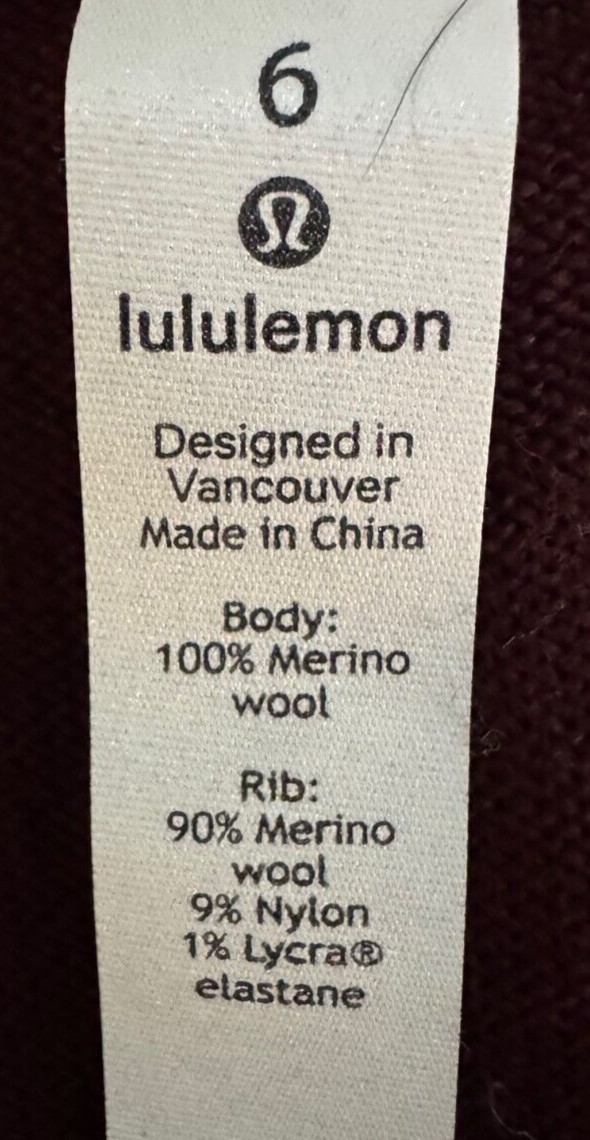 6
lululemon
Designed in
Vancouver
Made in China
Body:
100% Merino
wool
Rib:
90% Merino
wool
9% Nylon
1% Lycra®
elastane